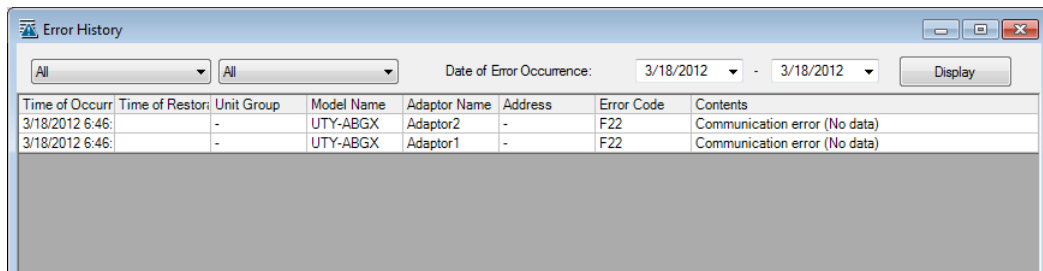 Error History
All All Date of Error Occurrence: 3/18/2012 - 3/18/2012 Display
Time of Occurr Time of Restora Unit Group Model Name Adaptor Name Address Error Code Contents
3/18/2012 6:46: - UTY-ABGX Adaptor2 - F22 Communication error (No data)
3/18/2012 6:46: - UTY-ABGX Adaptor1 - F22 Communication error (No data)